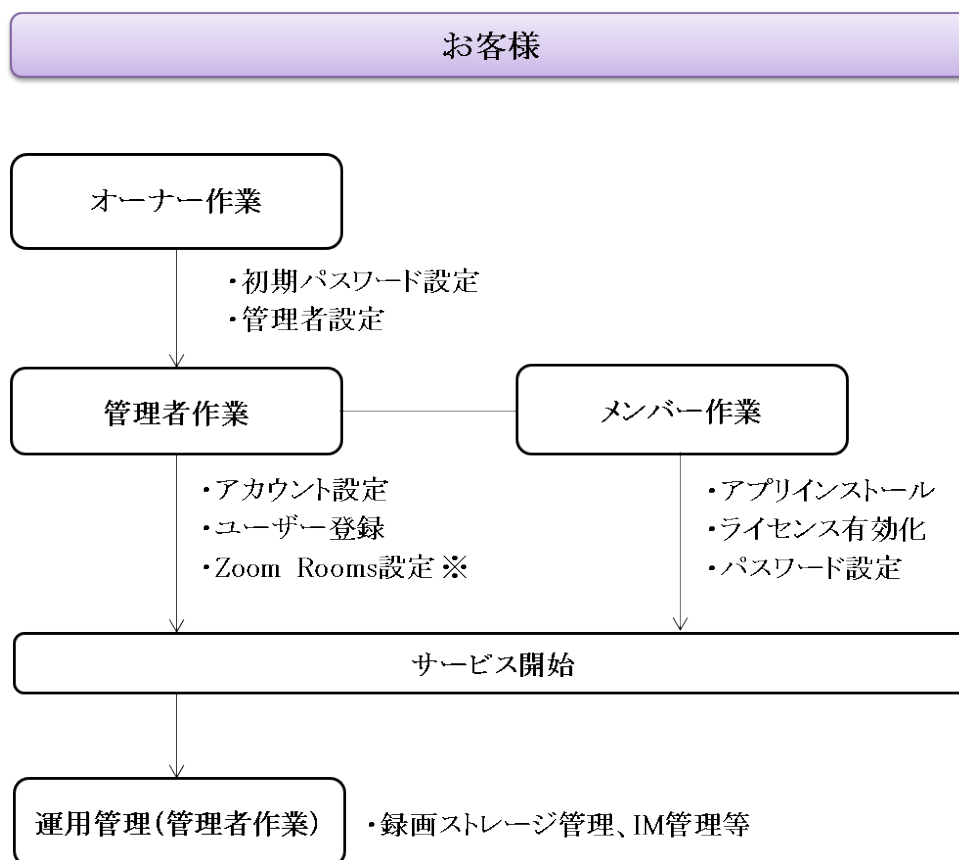 お客様
オーナー作業
・初期パスワード設定
・管理者設定
管理者作業
メンバー作業
・アカウント設定
・ユーザー登録
・Zoom Rooms設定※
・アプリインストール
・ライセンス有効化
・パスワード設定
サービス開始
運用管理(管理者作業)
・録画ストレージ管理、IM管理等